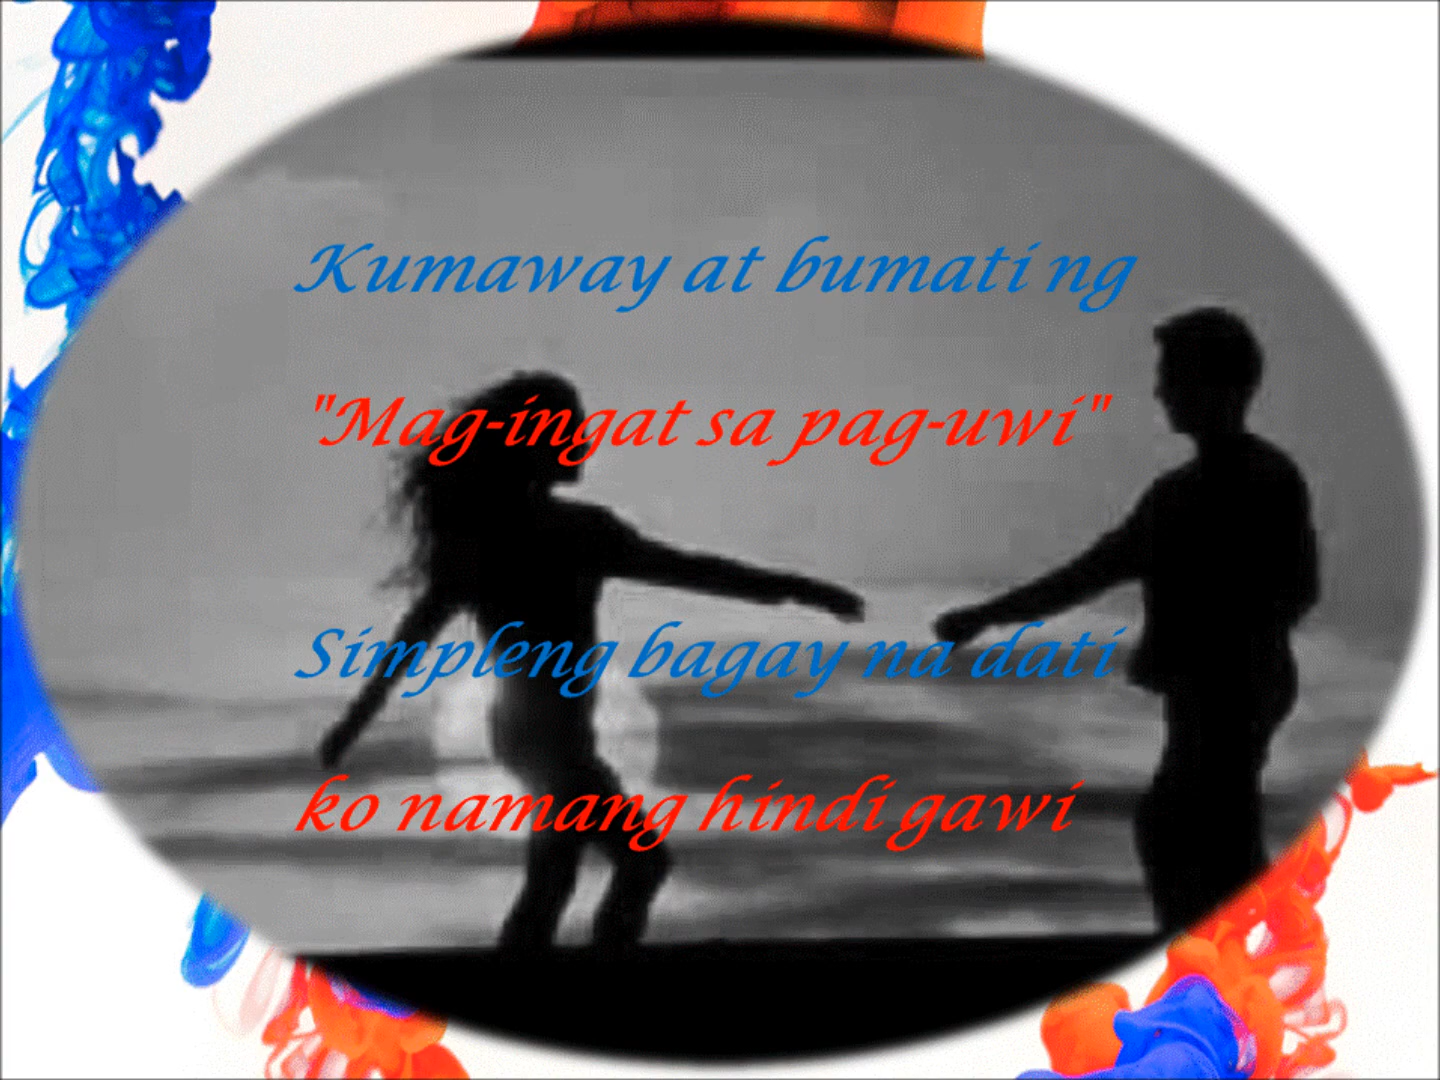 Kumaway at bumati ng
"Mag-ingat sa pag-uwi"
Simpleng bagay na dati
ko namang hindi gawi